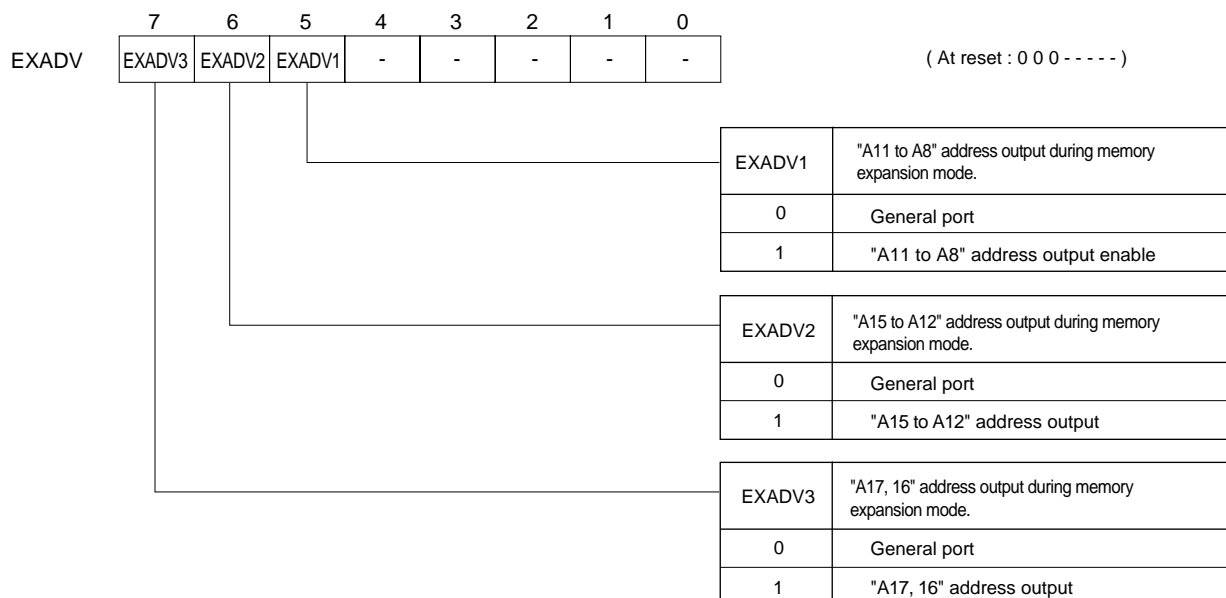 7 6 5 4 3 2 1 0
EXADV EXADV3 EXADV2 EXADV1 - - - - - ( At reset : 0 0 0 - - - - - )
EXADV1 "A11 to A8" address output during memory
expansion mode.
0 General port
1 "A11 to A8" address output enable
EXADV2 "A15 to A12" address output during memory
expansion mode.
0 General port
1 "A15 to A12" address output
EXADV3 "A17, 16" address output during memory
expansion mode.
0 General port
1 "A17, 16" address output